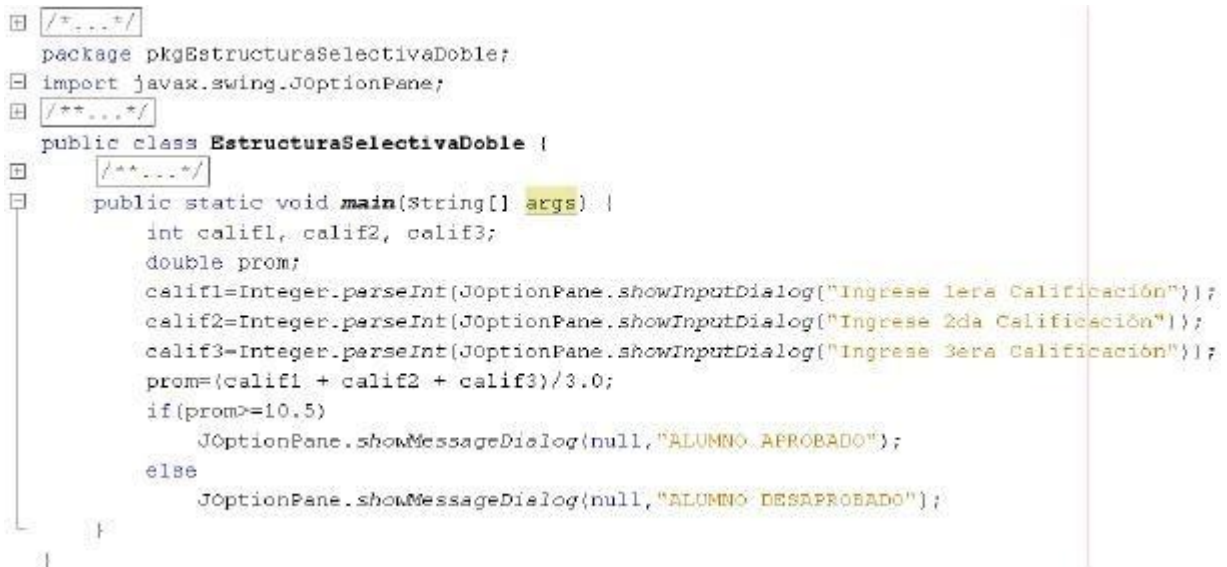 /*...*/
package pkgEstructuraSelectivaDoble;
import javax.swing.JOptionPane;
/**...*/
public class EstructuraSelectivaDoble {
/**...*/
public static void main(String[] args) {
int calif1, calif2, calif3;
double prom;
calif1=Integer.parseInt(JOptionPane.showInputDialog("Ingrese 1era Calificación"));
calif2=Integer.parseInt(JOptionPane.showInputDialog("Ingrese 2da Calificación"));
calif3=Integer.parseInt(JOptionPane.showInputDialog("Ingrese 3era Calificación"));
prom=(calif1 + calif2 + calif3)/3.0;
if(prom>=10.5)
JOptionPane.showMessageDialog(null,"ALUMNO APROBADO");
else
JOptionPane.showMessageDialog(null,"ALUMNO DESAPROBADO");
}
}